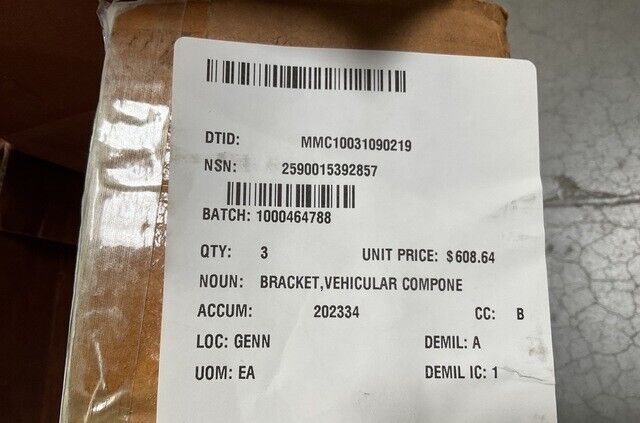 DTID: MMC10031090219
NSN: 2590015392857
BATCH: 1000464788
QTY: 3 UNIT PRICE: $608.64
NOUN: BRACKET,VEHICULAR COMPONE
ACCUM: 202334 CC: B
LOC: GENN DEMIL: A
UOM: EA DEMIL IC: 1